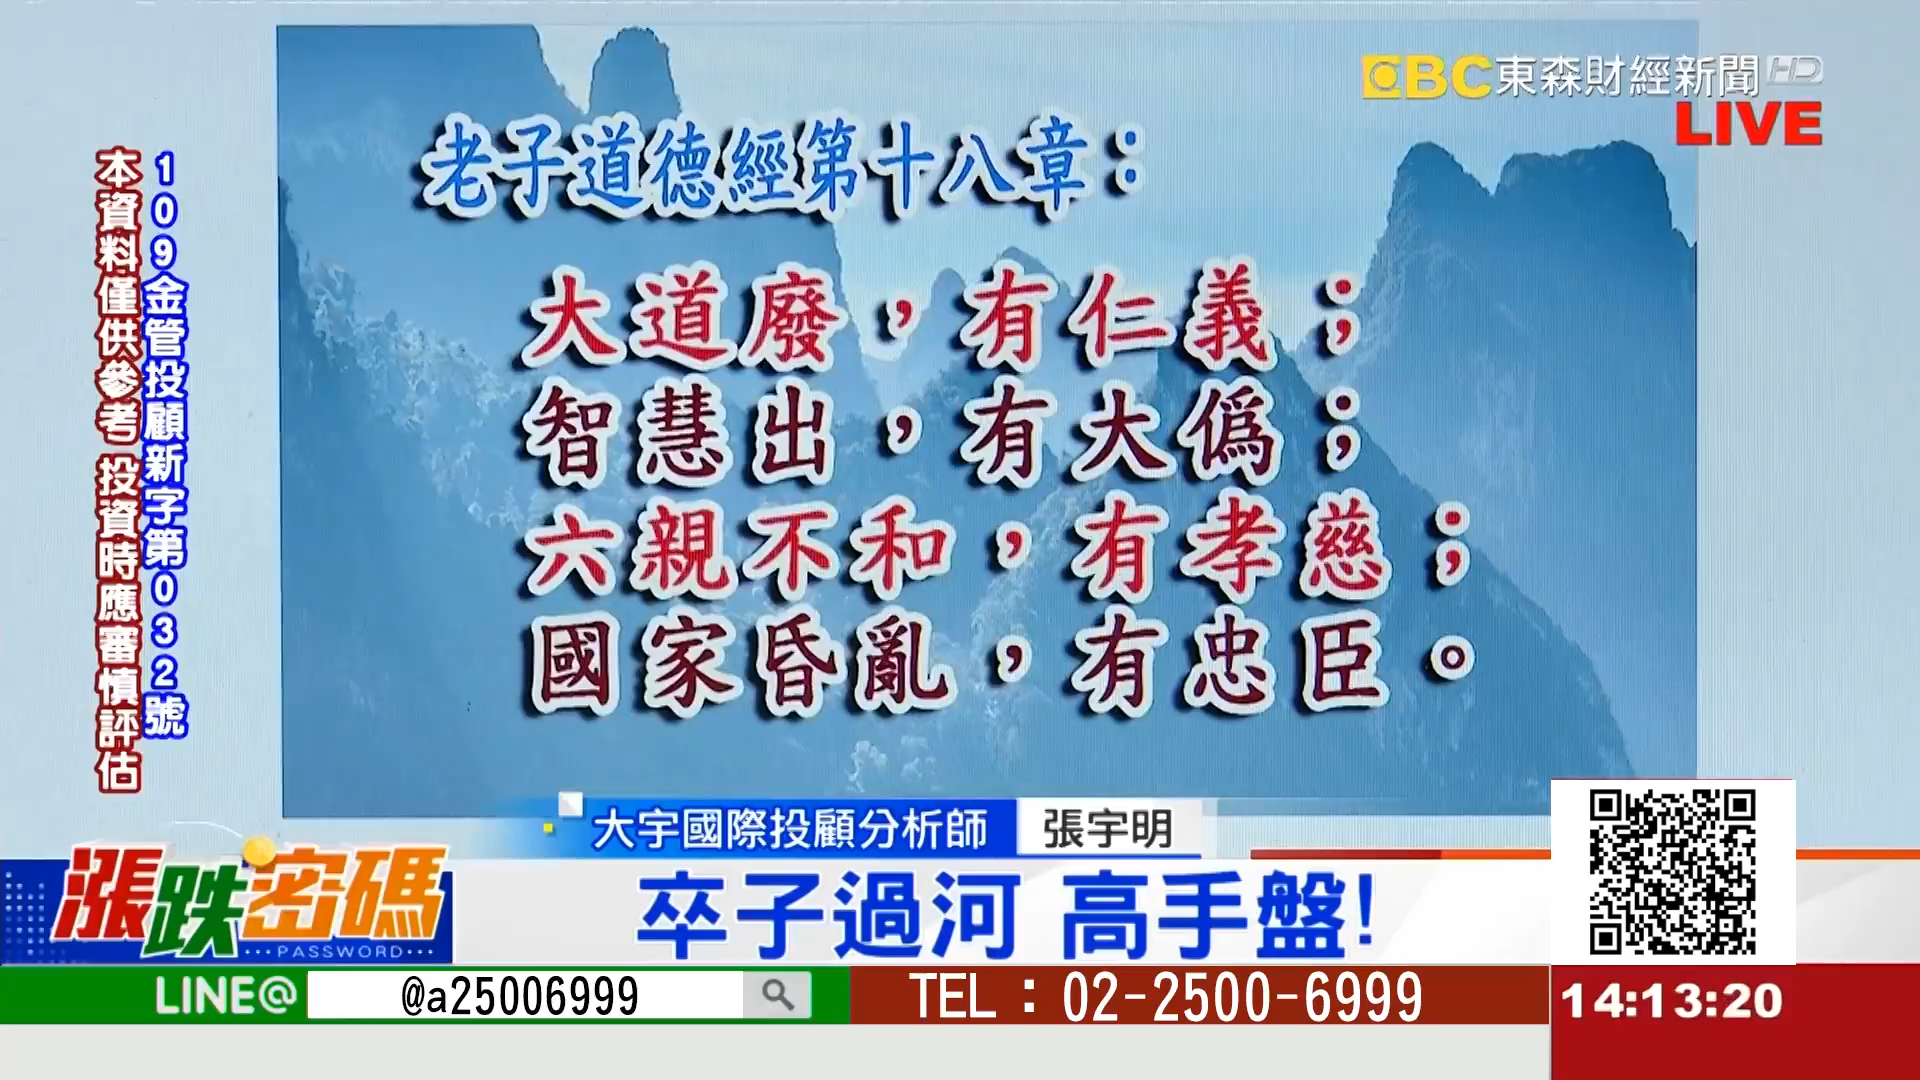 EBC東森財經新聞HD
LIVE
老子道德經第十八章：
大道廢，有仁義；
智慧出，有大偽；
六親不和，有孝慈；
國家昏亂，有忠臣。
109金管投顧新字第032號
本資料僅供參考 投資時應審慎評估
大宇國際投顧分析師 張宇明
漲跌密碼
PASSWORD
卒子過河 高手盤!
LINE@ @a25006999
TEL：02-2500-6999
14:13:20